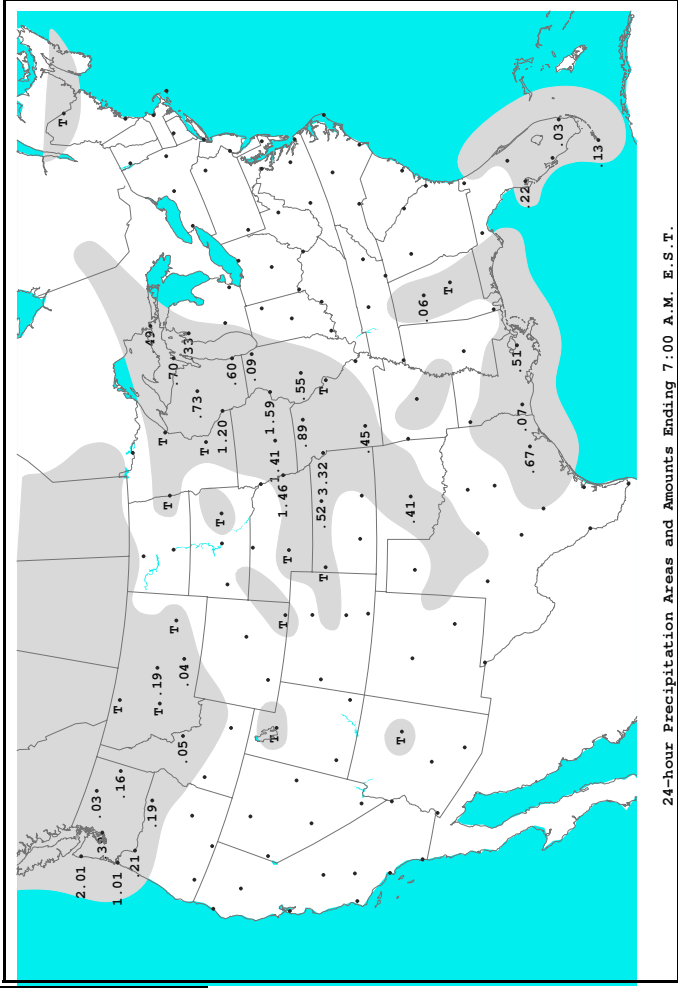 T
2.01
.03
1.01
.16
T
.21
.49
.19
T .19
T
T
.05
.04
T
.70
.33
T
.73
T
1.20
.60
.09
T
1.41
1.59
1.46
T
T
.89
.55
T
.52
3.32
T
.45
T
.41
.06
T
.51
.07
.22
.67
.03
.13
24-hour Precipitation Areas and Amounts Ending 7:00 A.M. E.S.T.